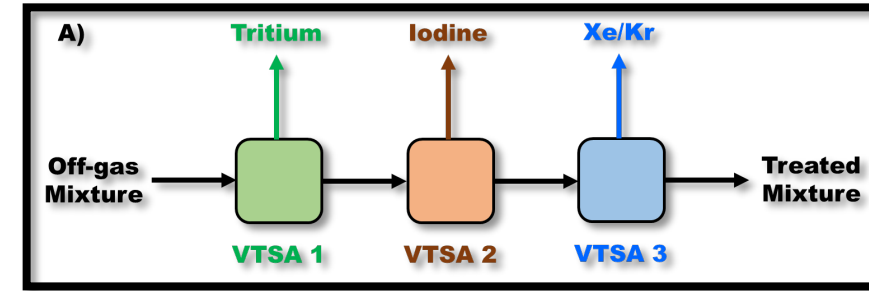 A)
Tritium
Iodine
Xe/Kr
Off-gas
Mixture
Treated
Mixture
VTSA 1
VTSA 2
VTSA 3